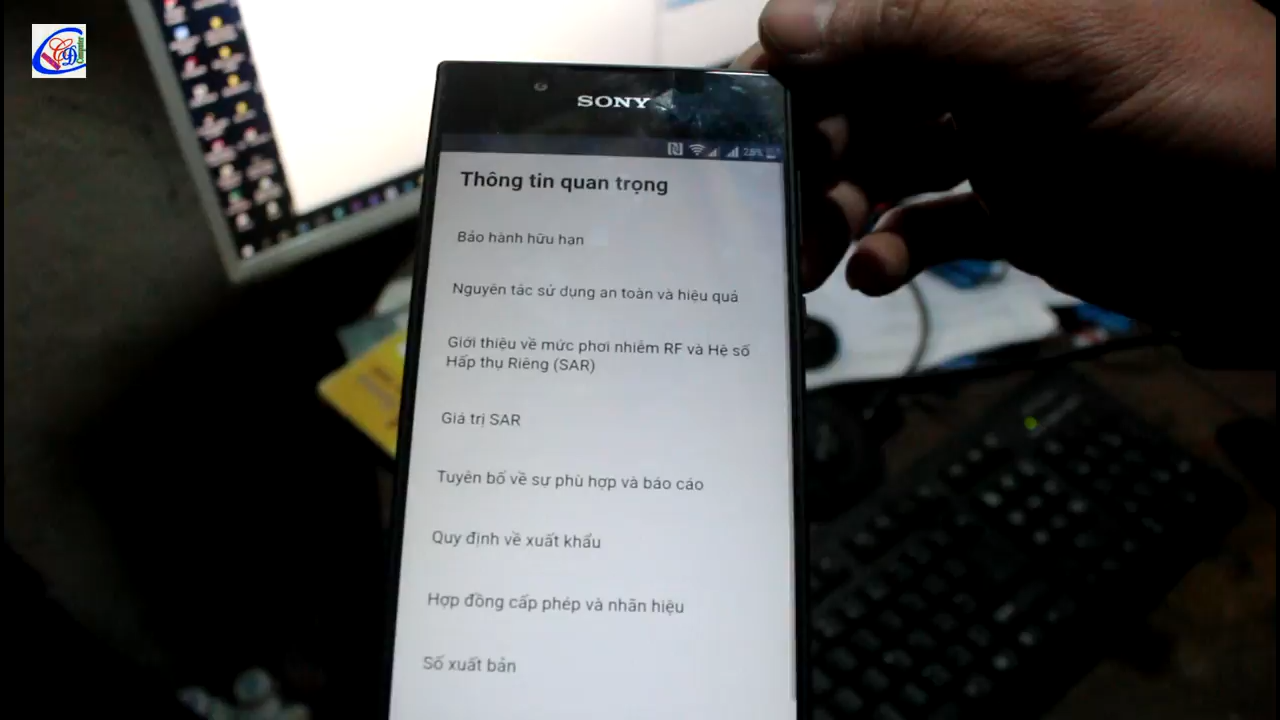 Computer
SONY
25%
Thông tin quan trọng
Bảo hành hữu hạn
Nguyên tắc sử dụng an toàn và hiệu quả
Giới thiệu về mức phơi nhiễm RF và Hệ số
Hấp thụ Riêng (SAR)
Giá trị SAR
Tuyên bố về sự phù hợp và báo cáo
Quy định về xuất khẩu
Hợp đồng cấp phép và nhãn hiệu
Số xuất bản